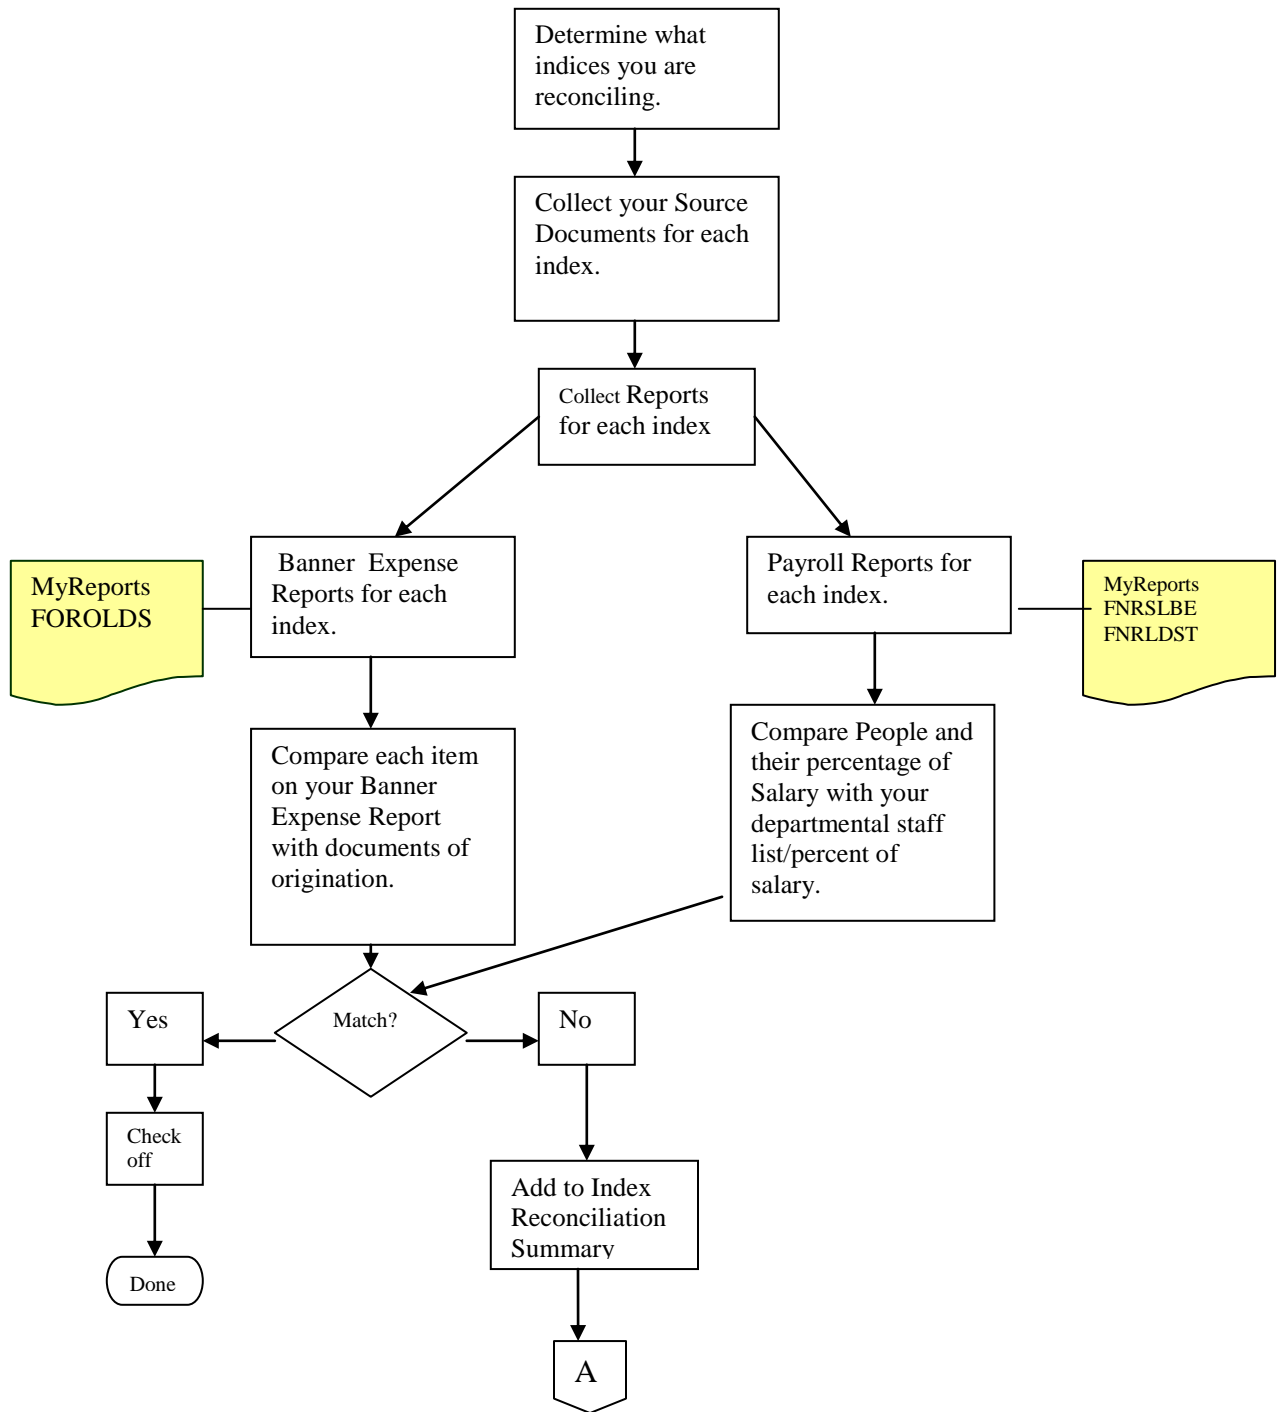 Determine what
indices you are
reconciling.
Collect your Source
Documents for each
index.
Collect Reports
for each index
MyReports
FOROLDS
Banner Expense
Reports for each
index.
Payroll Reports for
each index.
MyReports
FNRSLBE
FNRLDST
Compare each item
on your Banner
Expense Report
with documents of
origination.
Compare People and
their percentage of
Salary with your
departmental staff
list/percent of
salary.
Yes
Match?
No
Check
off
Add to Index
Reconciliation
Summary
Done
A